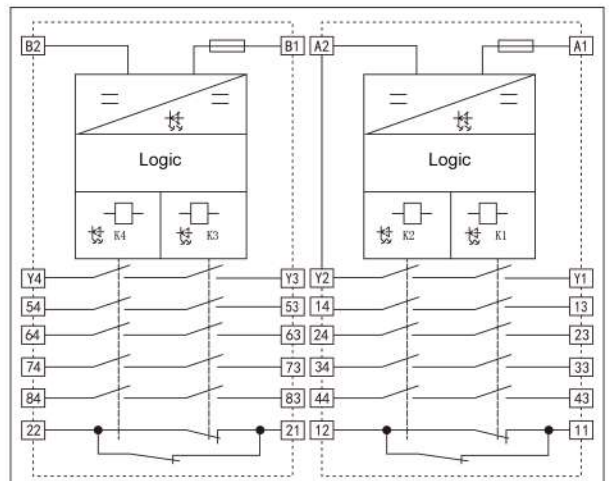 B2 B1 A2 A1
Logic Logic
K4 K3 K2 K1
Y4 Y3 Y2 Y1
54 53 14 13
64 63 24 23
74 73 34 33
84 83 44 43
22 21 12 11